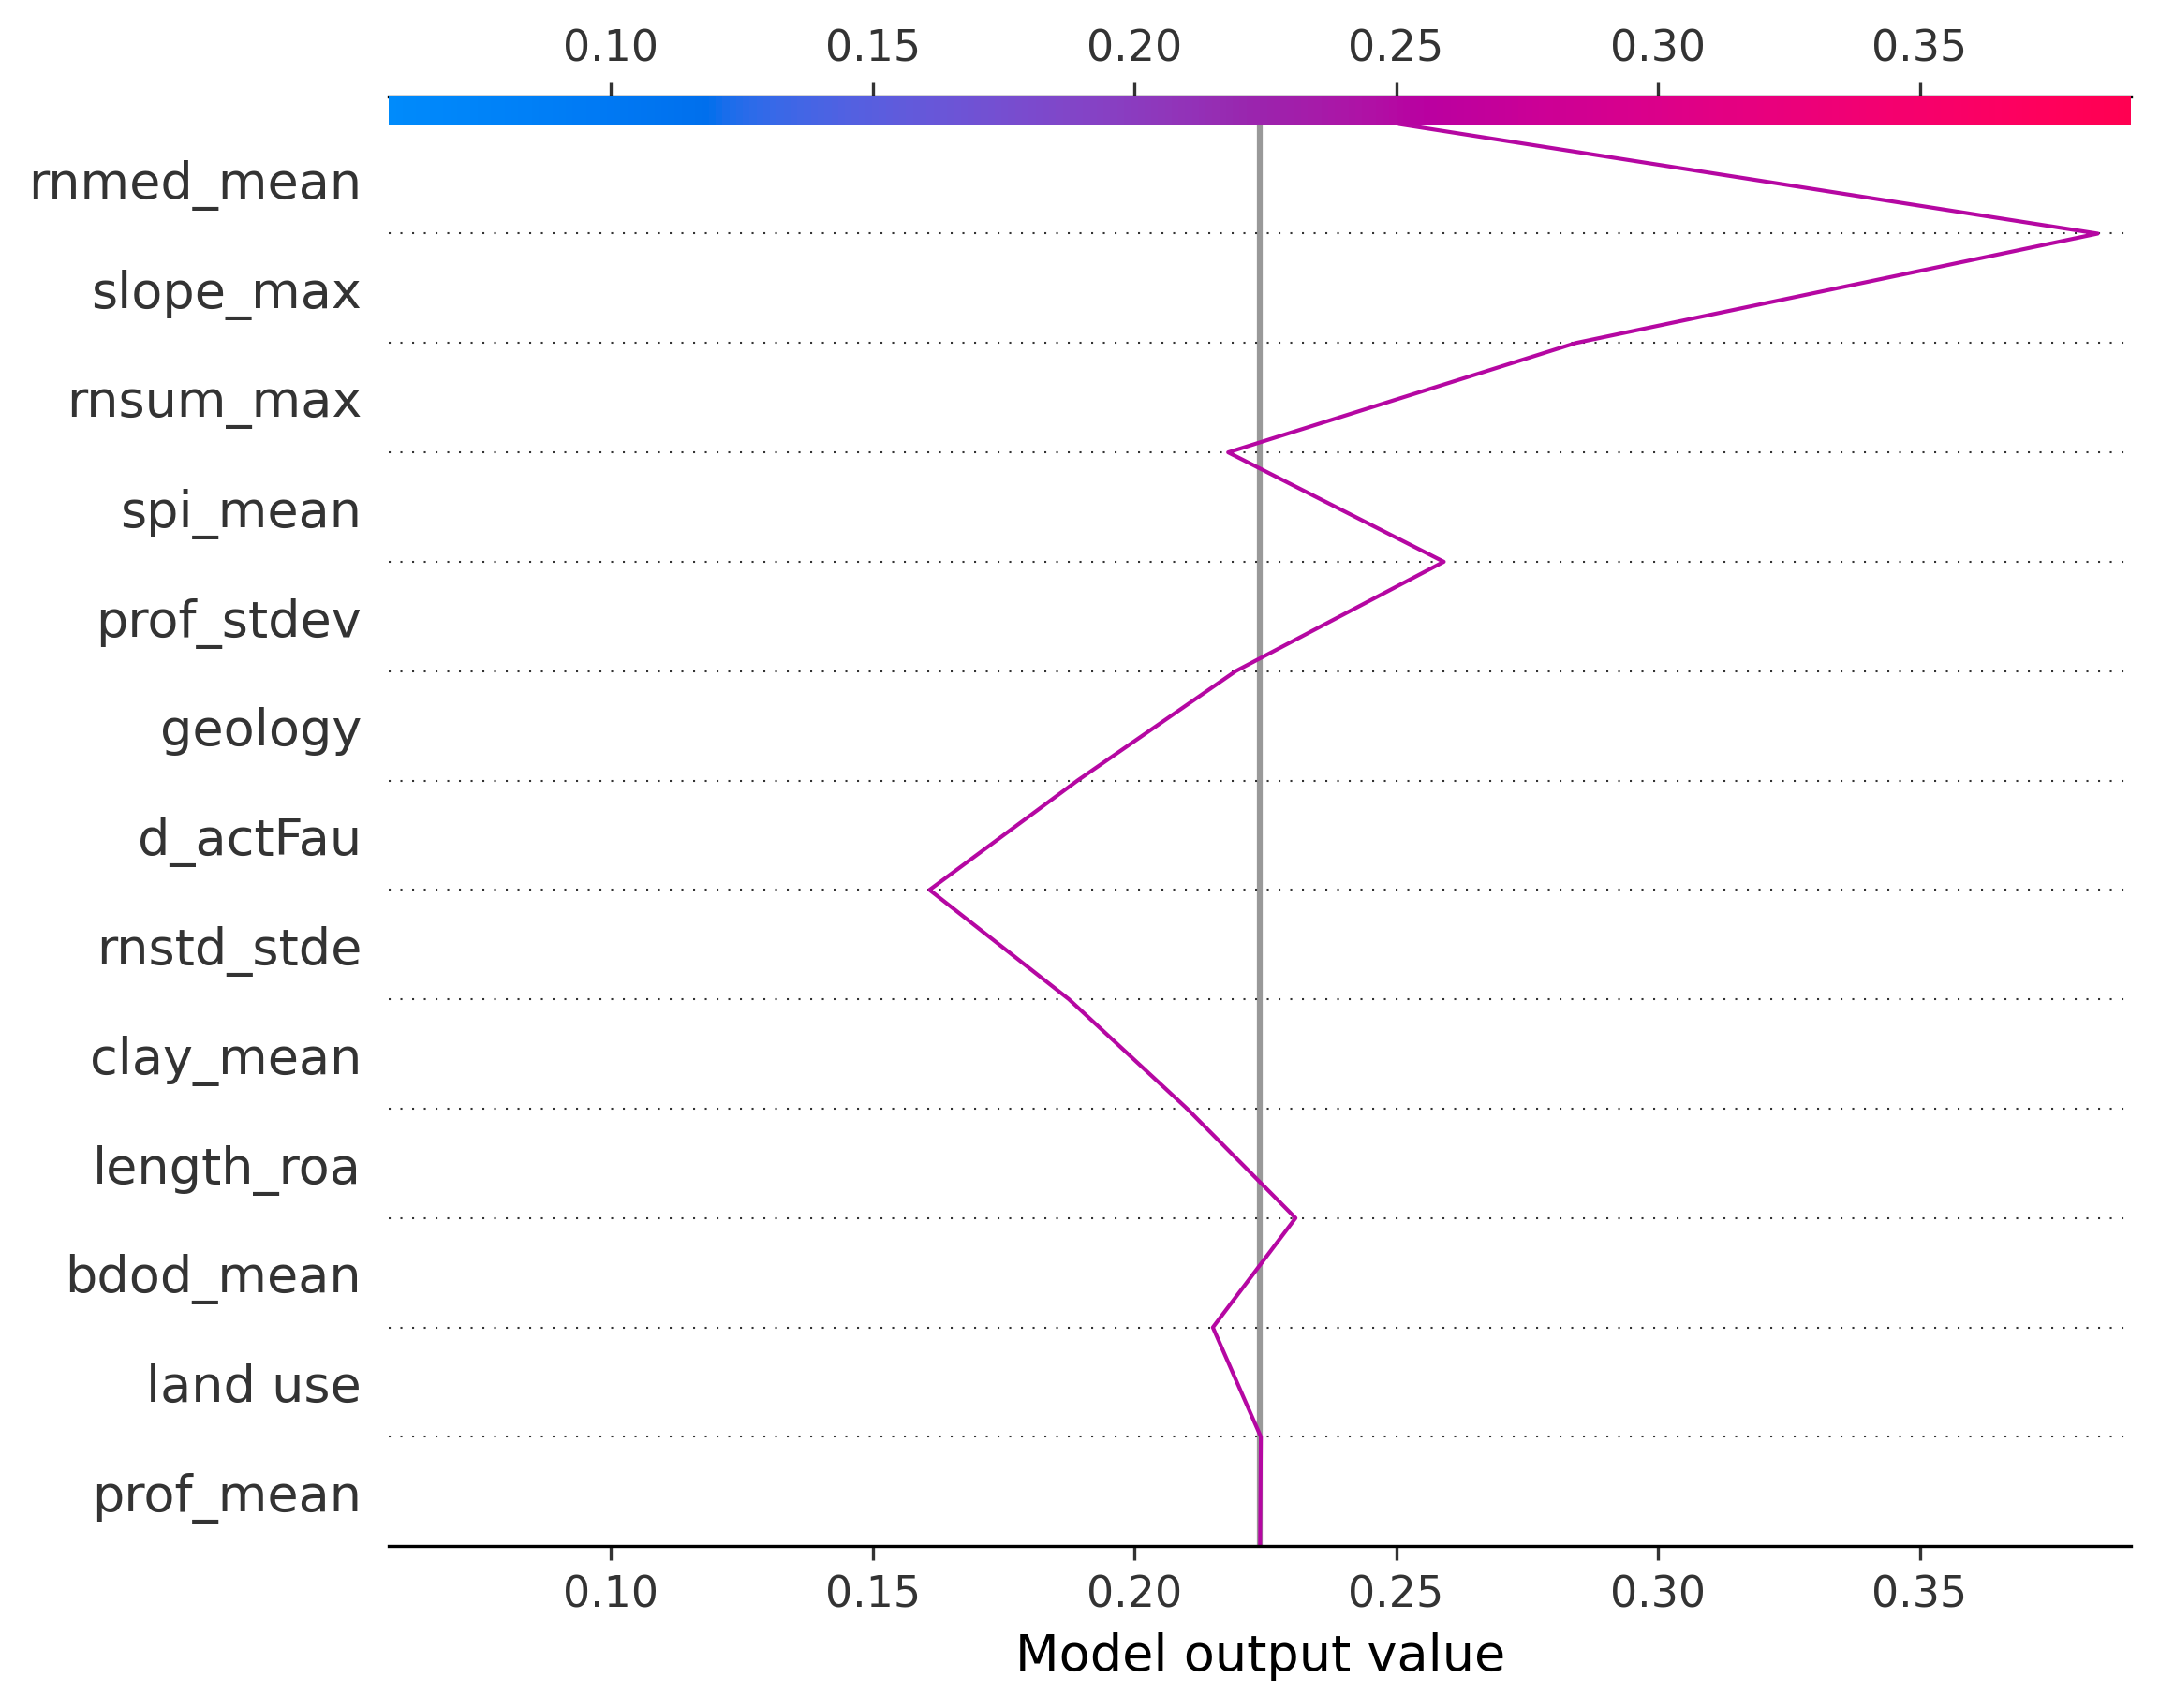 0.10 0.15 0.20 0.25 0.30 0.35
rnmed_mean
slope_max
rnsum_max
spi_mean
prof_stdev
geology
d_actFau
rnstd_stde
clay_mean
length_roa
bdod_mean
land use
prof_mean
0.10 0.15 0.20 0.25 0.30 0.35
Model output value